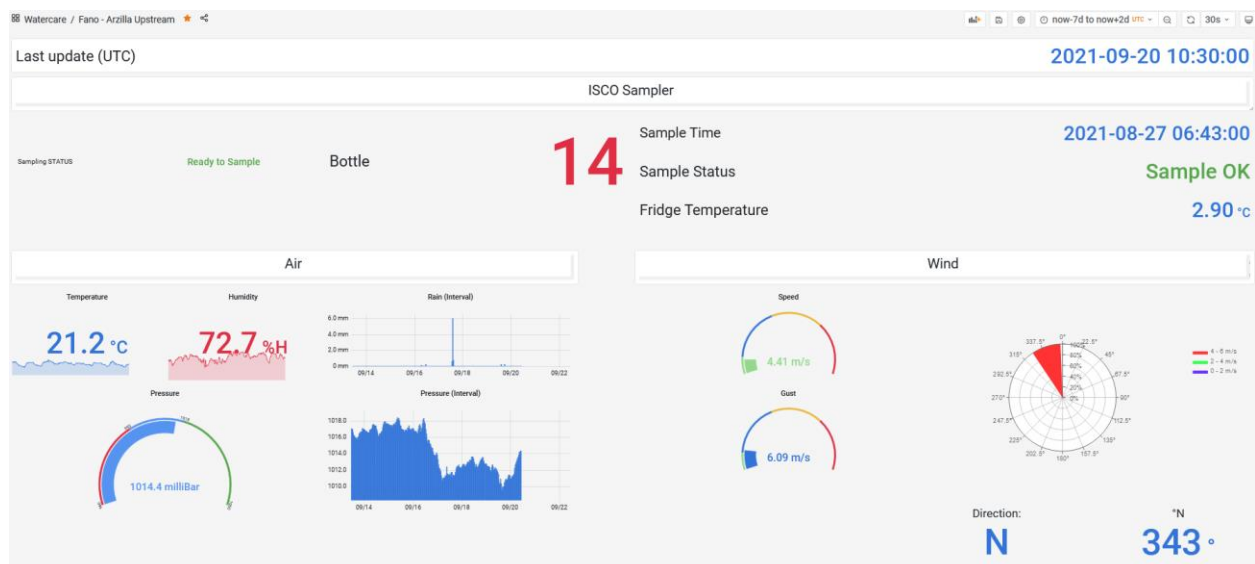 Watercare / Fano - Arzilla Upstream
now-7d to now+2d UTC
30s
Last update (UTC)
2021-09-20 10:30:00
ISCO Sampler
Sampling STATUS
Ready to Sample
Bottle
14
Sample Time
2021-08-27 06:43:00
Sample Status
Sample OK
Fridge Temperature
2.90 °C
Air
Temperature
21.2 °C
Humidity
72.7 %H
Rain (Interval)
6.0 mm
4.0 mm
2.0 mm
0 mm
09/14 09/16 09/18 09/20 09/22
Pressure
1014.4 milliBar
Pressure (Interval)
1018.0
1016.0
1014.0
1012.0
1010.0
09/14 09/16 09/18 09/20 09/22
Wind
Speed
4.41 m/s
Gust
6.09 m/s
0°
22.5°
45°
67.5°
90°
112.5°
135°
157.5°
180°
202.5°
225°
247.5°
270°
292.5°
315°
337.5°
100%
80%
60%
40%
20%
0%
4 - 6 m/s
2 - 4 m/s
0 - 2 m/s
Direction:
N
°N
343 °